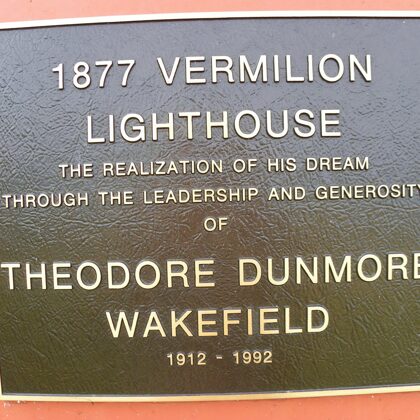 1877 VERMILION
LIGHTHOUSE
THE REALIZATION OF HIS DREAM
THROUGH THE LEADERSHIP AND GENEROSITY
OF
THEODORE DUNMORE
WAKEFIELD
1912 - 1992